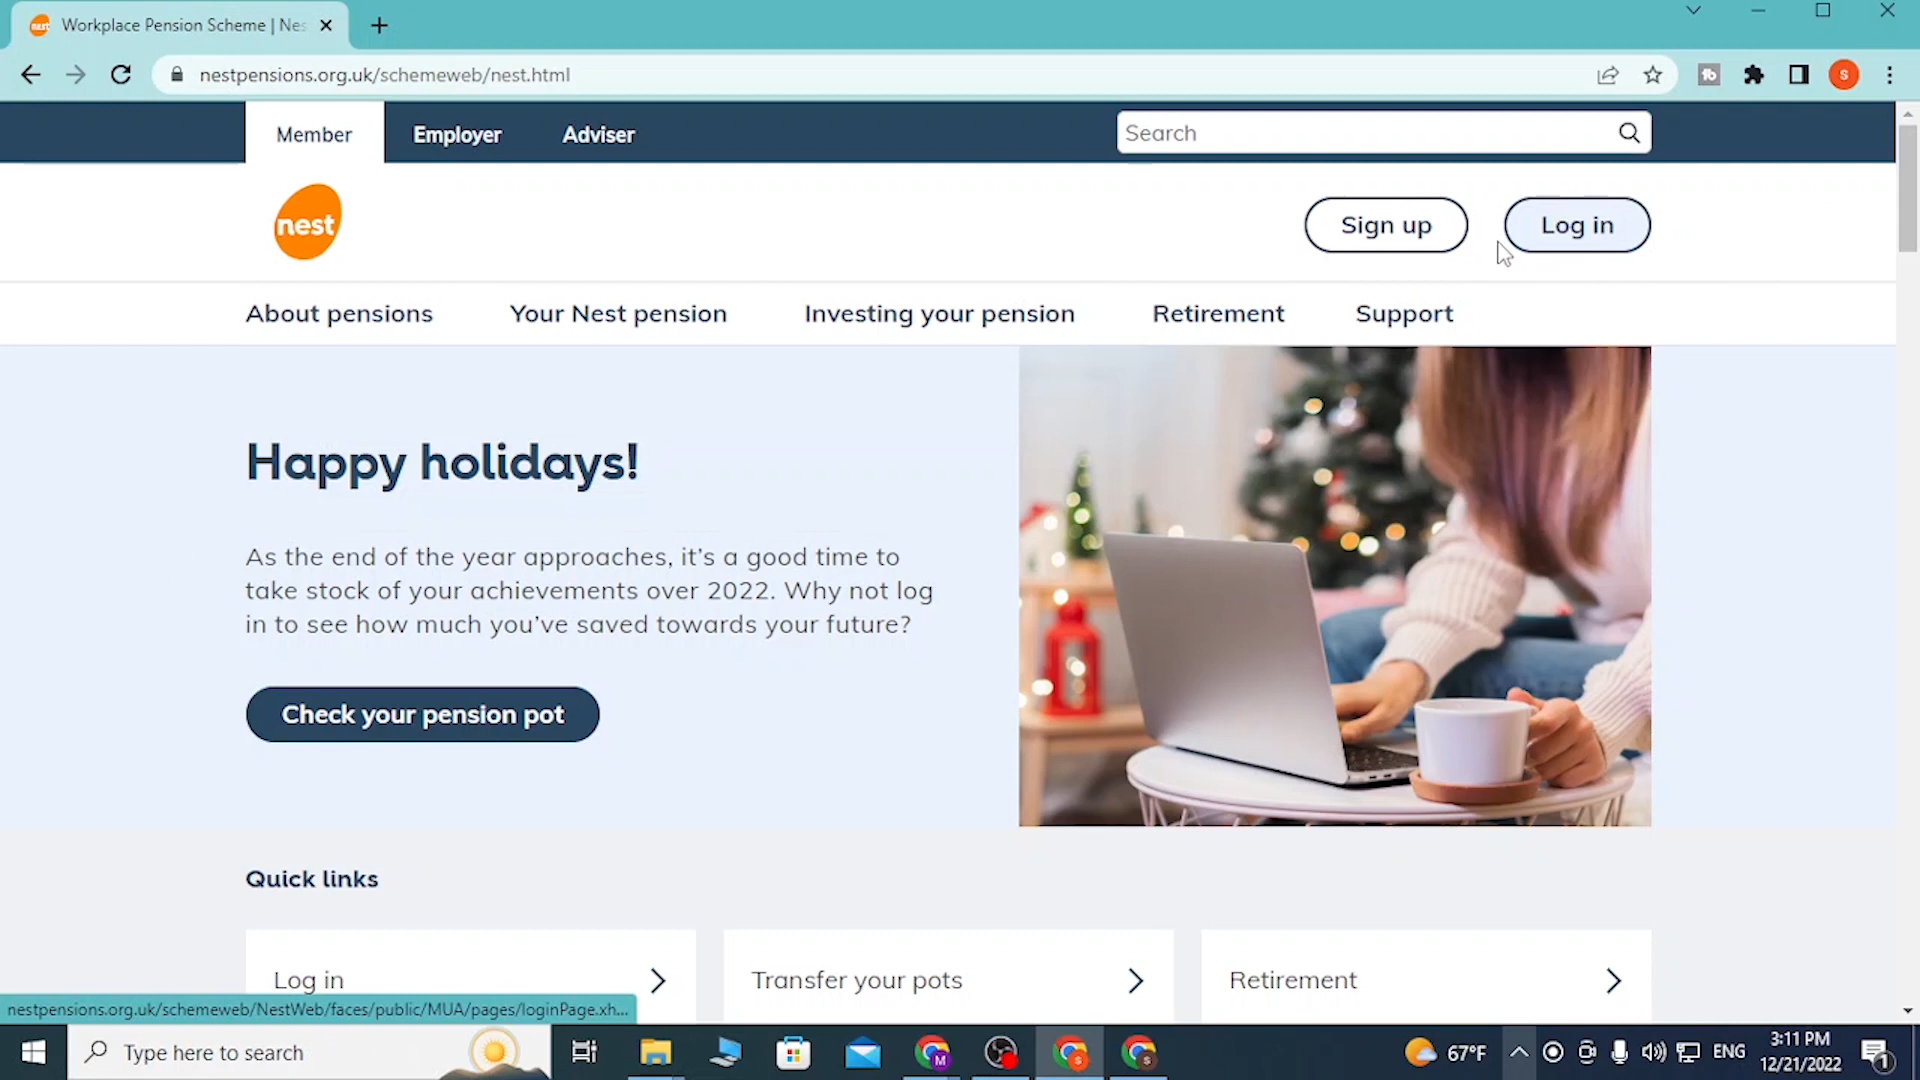 Workplace Pension Scheme | Nes
nestpensions.org.uk/schemeweb/nest.html
S
Member
Employer
Adviser
Search
nest
Sign up
Log in
About pensions
Your Nest pension
Investing your pension
Retirement
Support
Happy holidays!
As the end of the year approaches, it's a good time to
take stock of your achievements over 2022. Why not log
in to see how much you've saved towards your future?
Check your pension pot
Quick links
Log in
Transfer your pots
Retirement
nestpensions.org.uk/schemeweb/NestWeb/faces/public/MUA/pages/loginPage.xh...
Type here to search
M
S
S
67°F
ENG
3:11 PM
12/21/2022
1